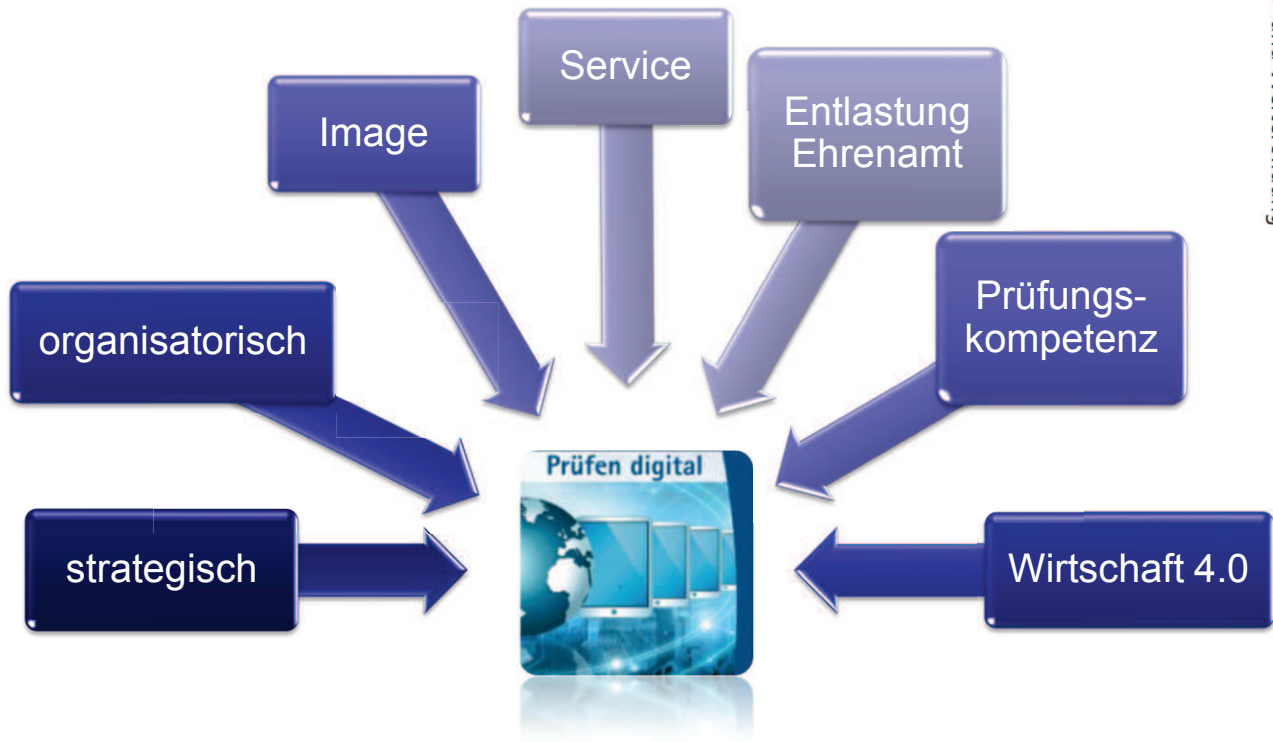 Service
Entlastung
Ehrenamt
Image
Prüfungs-
kompetenz
organisatorisch
Prüfen digital
strategisch
Wirtschaft 4.0